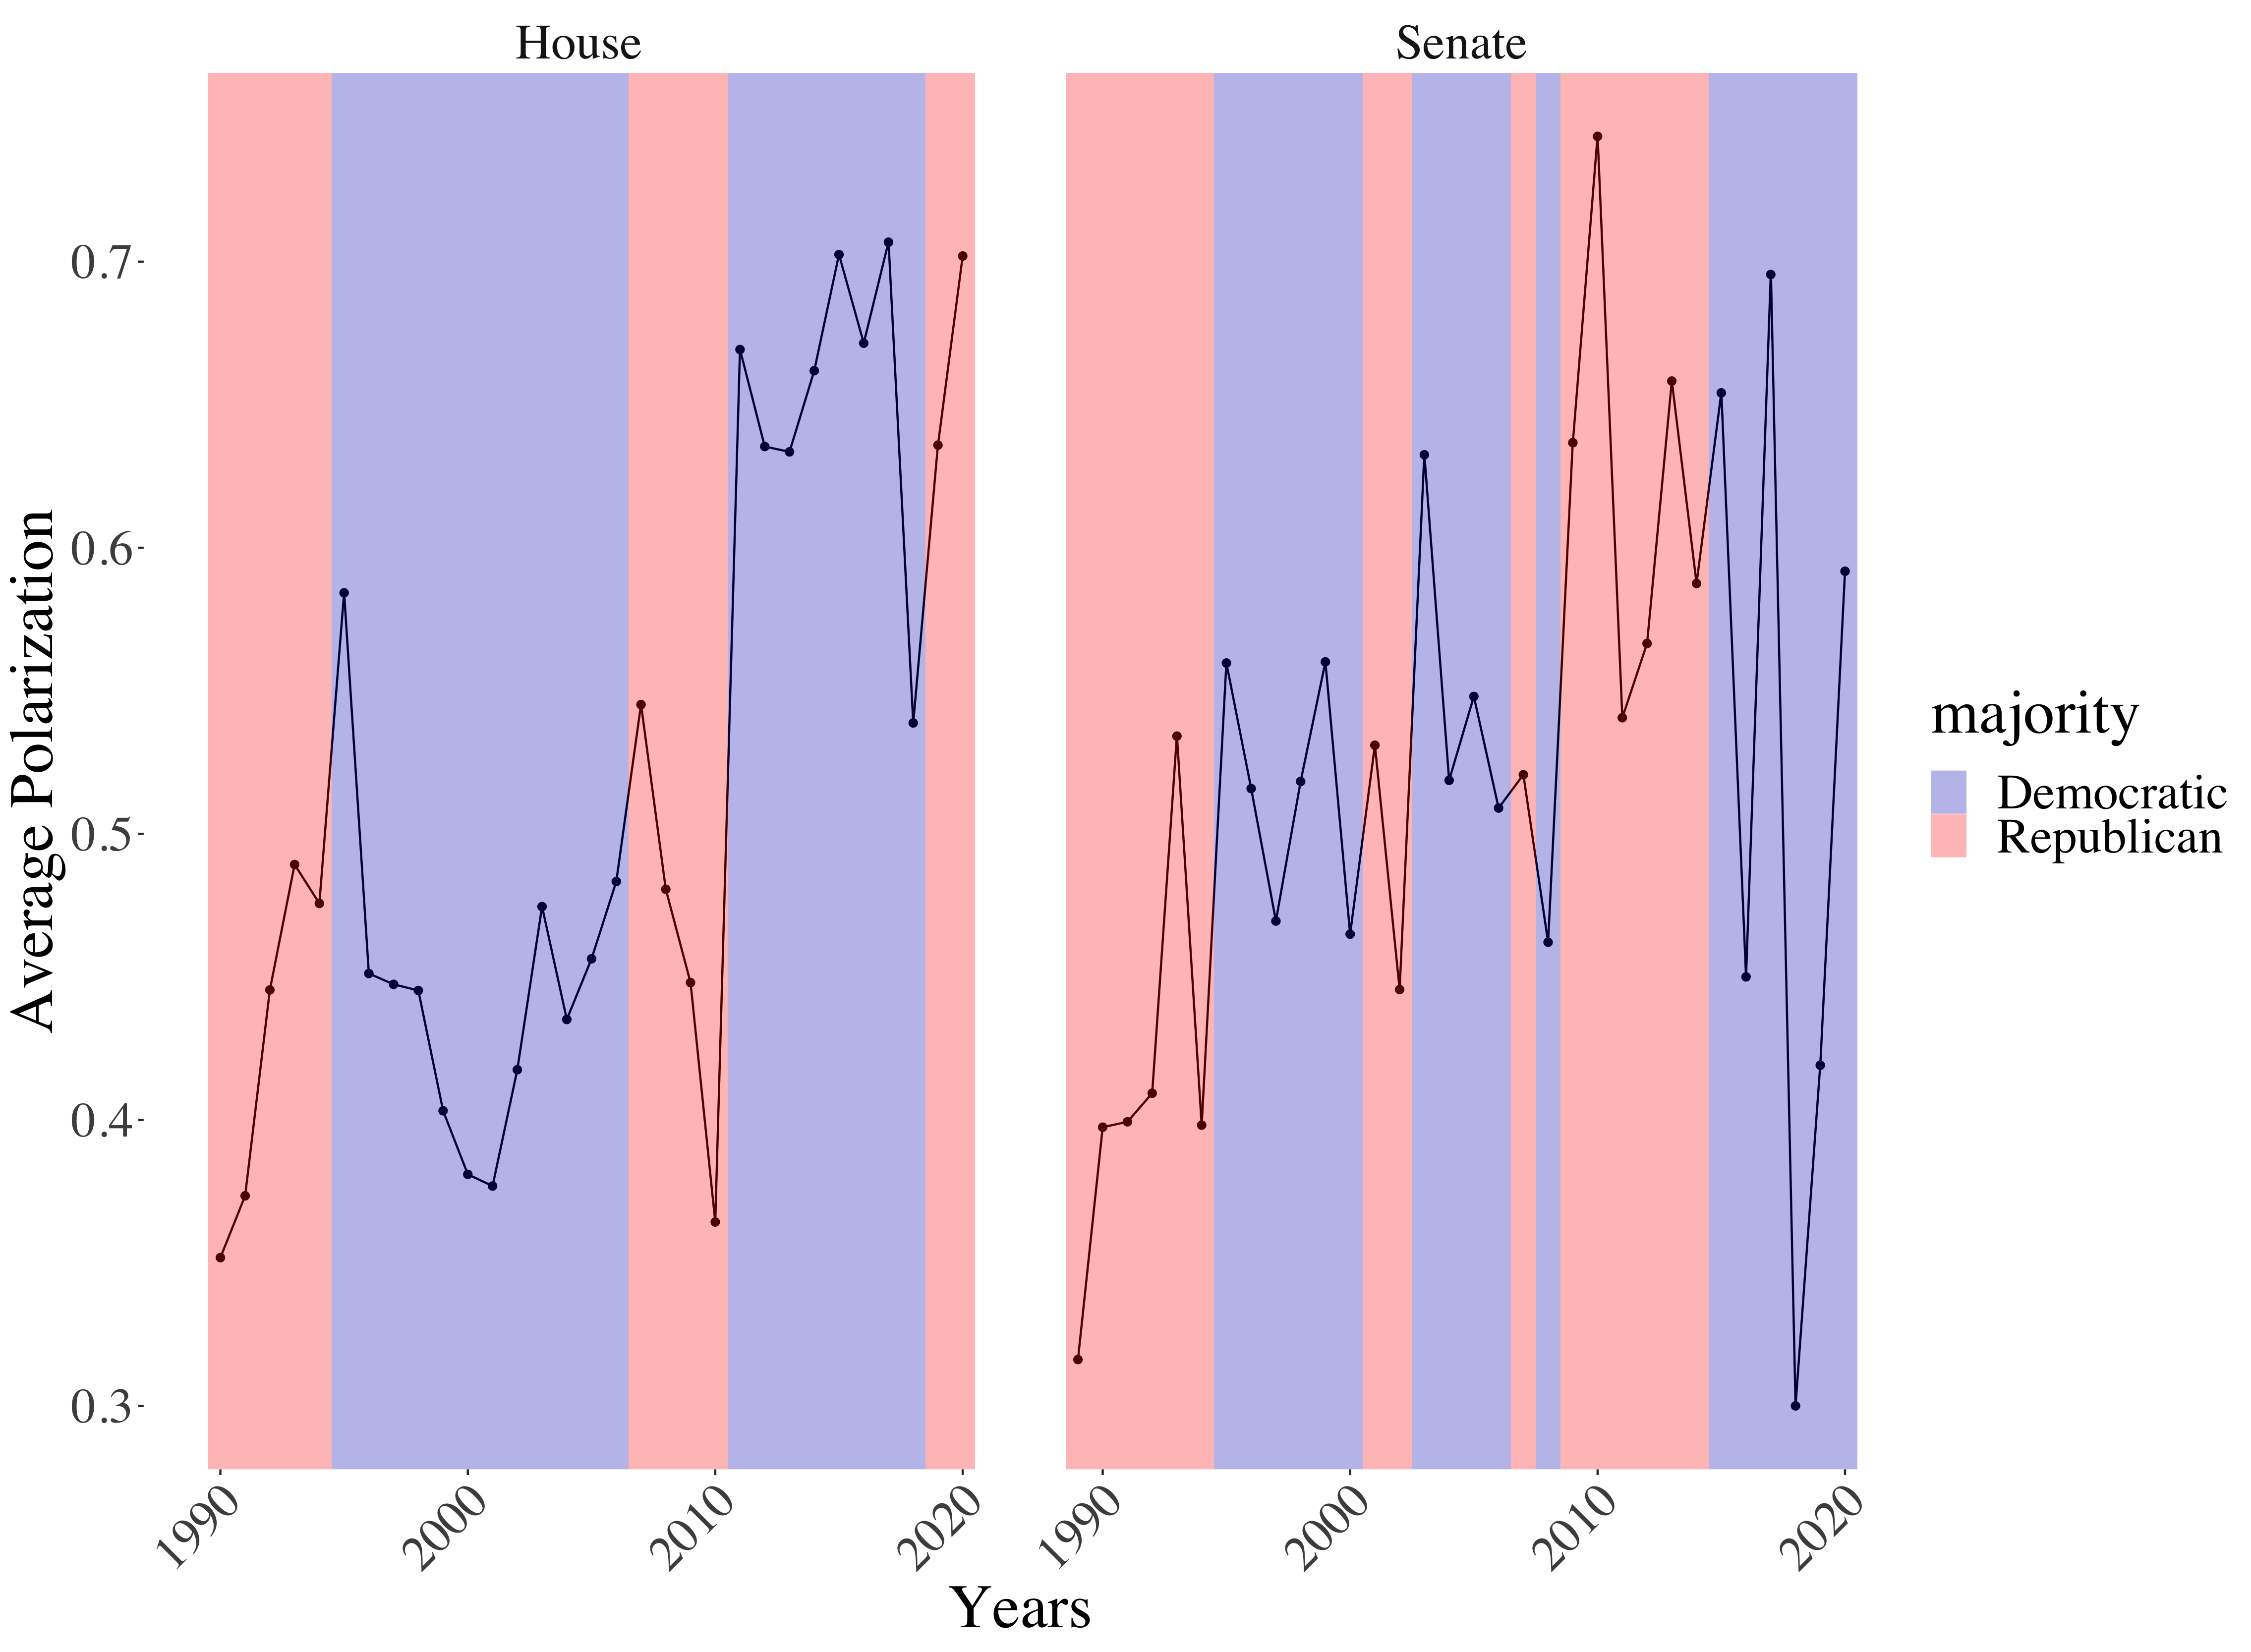 House
Senate
Average Polarization
0.7
0.6
0.5
0.4
0.3
1990
2000
2010
2020
1990
2000
2010
2020
Years
majority
Democratic
Republican